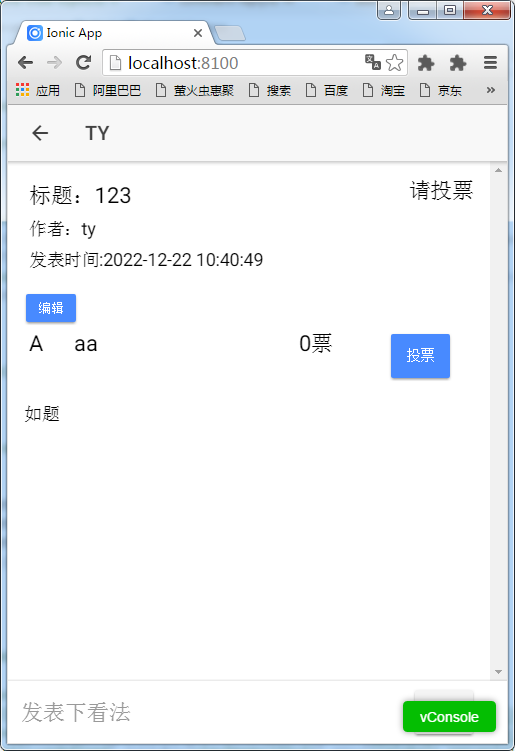 Ionic App
localhost:8100
应用 阿里巴巴 萤火虫惠聚 搜索 百度 淘宝 京东 »
TY
标题：123
请投票
作者：ty
发表时间:2022-12-22 10:40:49
编辑
A aa 0票 投票
如题
发表下看法
vConsole